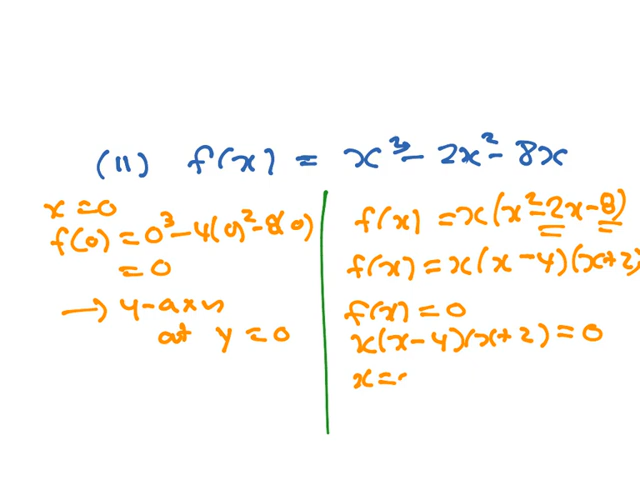 (11) f(x) = x³ - 2x² - 8x
x = 0
f(0) = 0³ - 4(0)² - 8(0)
= 0
→ y-axis
at y = 0
f(x) = x(x² - 2x - 8)
f(x) = x(x - 4)(x + 2)
f(x) = 0
x(x - 4)(x + 2) = 0
x =